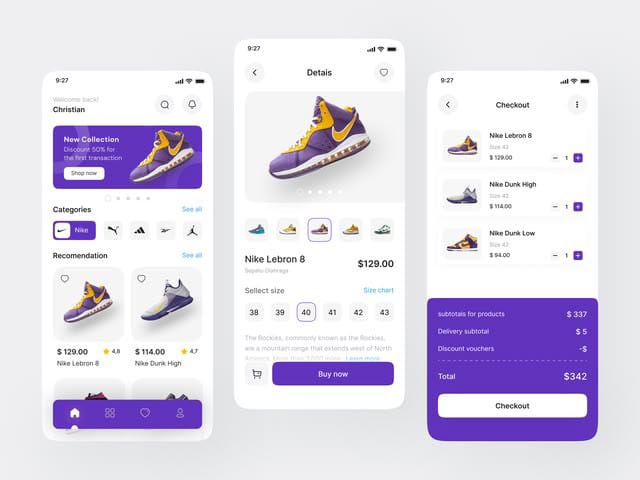 9:27
Welcome back!
Christian
New Collection
Discount 50% for
the first transaction
Shop now
Categories
See all
Nike
Recomendation
See all
$ 129.00
4,8
Nike Lebron 8
$ 114.00
4,7
Nike Dunk High
9:27
Detais
Nike Lebron 8
Sepatu Olahraga
$129.00
Sellect size
Size chart
38
39
40
41
42
43
The Rockies, commonly known as the Rockies,
are a mountain range that extends west of North
America. More than 3,000 miles. Learn more
Buy now
9:27
Checkout
Nike Lebron 8
Size 42
$ 129.00
1
Nike Dunk High
Size 42
$ 114.00
1
Nike Dunk Low
Size 42
$ 94.00
1
subtotals for products
$ 337
Delivery subtotal
$ 5
Discount vouchers
-$
Total
$342
Checkout